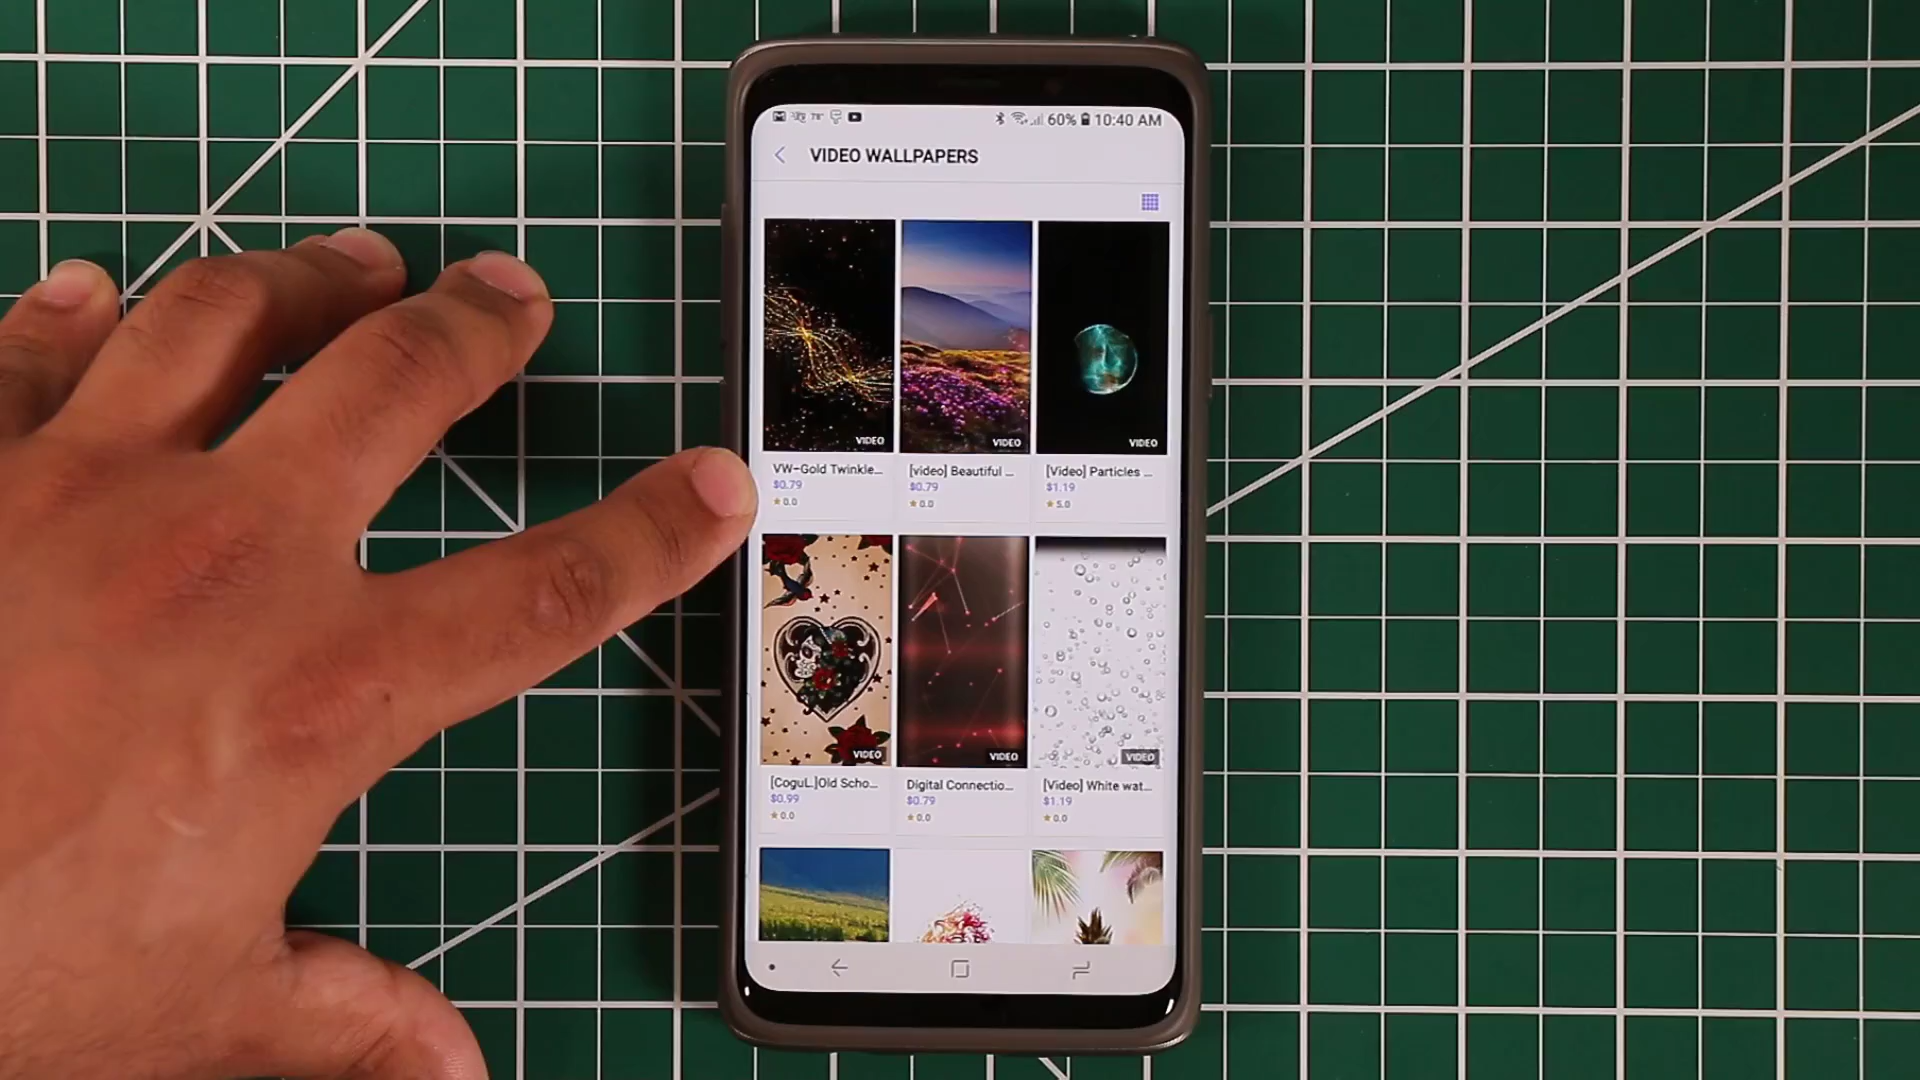 60% 10:40 AM
VIDEO WALLPAPERS
VIDEO VIDEO VIDEO
VW-Gold Twinkle... [video] Beautiful ... [Video] Particles ...
$0.79 $0.79 $1.19
0.0 0.0 5.0
VIDEO VIDEO VIDEO
[CoguL]Old Scho... Digital Connectio... [Video] White wat...
$0.99 $0.79 $1.19
0.0 0.0 0.0